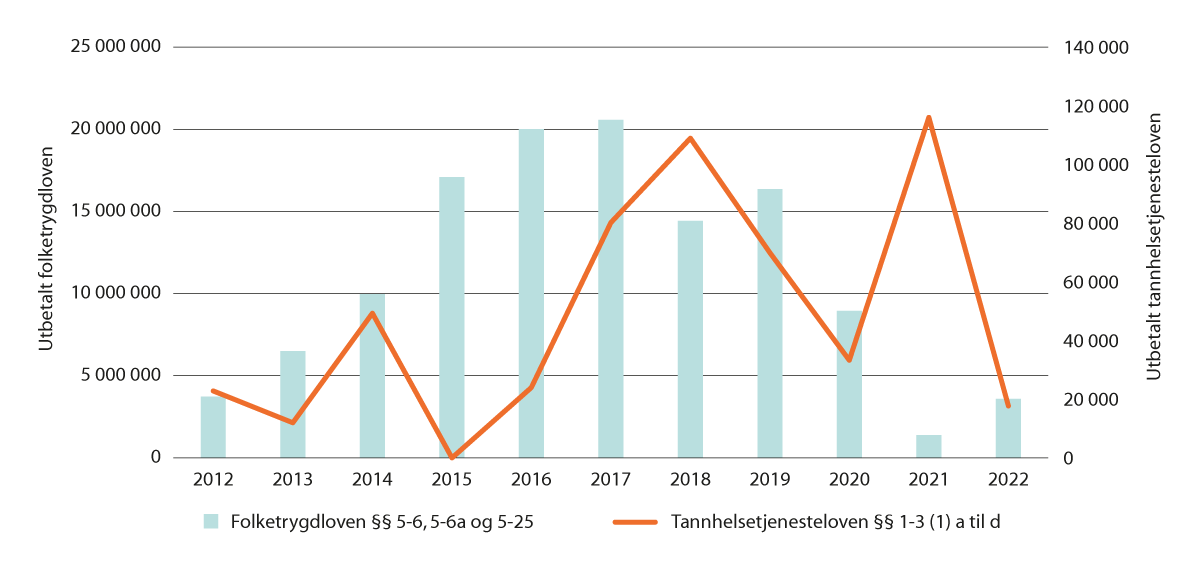 25 000 000
20 000 000
15 000 000
10 000 000
5 000 000
0
Utbetalt folketrygdloven
140 000
120 000
100 000
80 000
60 000
40 000
20 000
0
Utbetalt tannhelsetjenesteloven
2012 2013 2014 2015 2016 2017 2018 2019 2020 2021 2022
Folketrygdloven §§ 5-6, 5-6a og 5-25 Tannhelsetjenesteloven §§ 1-3 (1) a til d